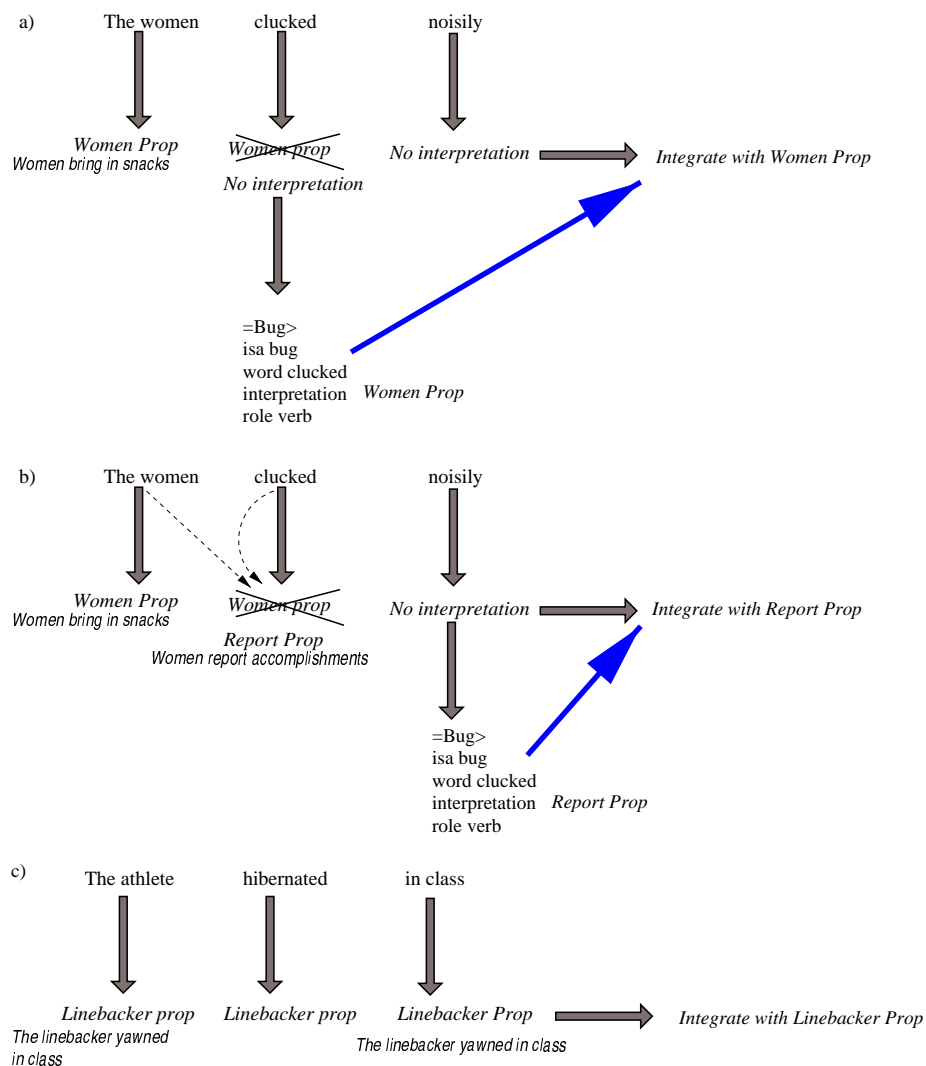 a) The women clucked noisily
Women Prop Women prop No interpretation Integrate with Women Prop
Women bring in snacks
No interpretation
=Bug>
isa bug
word clucked
interpretation Women Prop
role verb
b) The women clucked noisily
Women Prop Women prop No interpretation Integrate with Report Prop
Women bring in snacks
Report Prop
Women report accomplishments
=Bug>
isa bug
word clucked
interpretation Report Prop
role verb
c) The athlete hibernated in class
Linebacker prop Linebacker prop Linebacker Prop Integrate with Linebacker Prop
The linebacker yawned
in class
The linebacker yawned in class